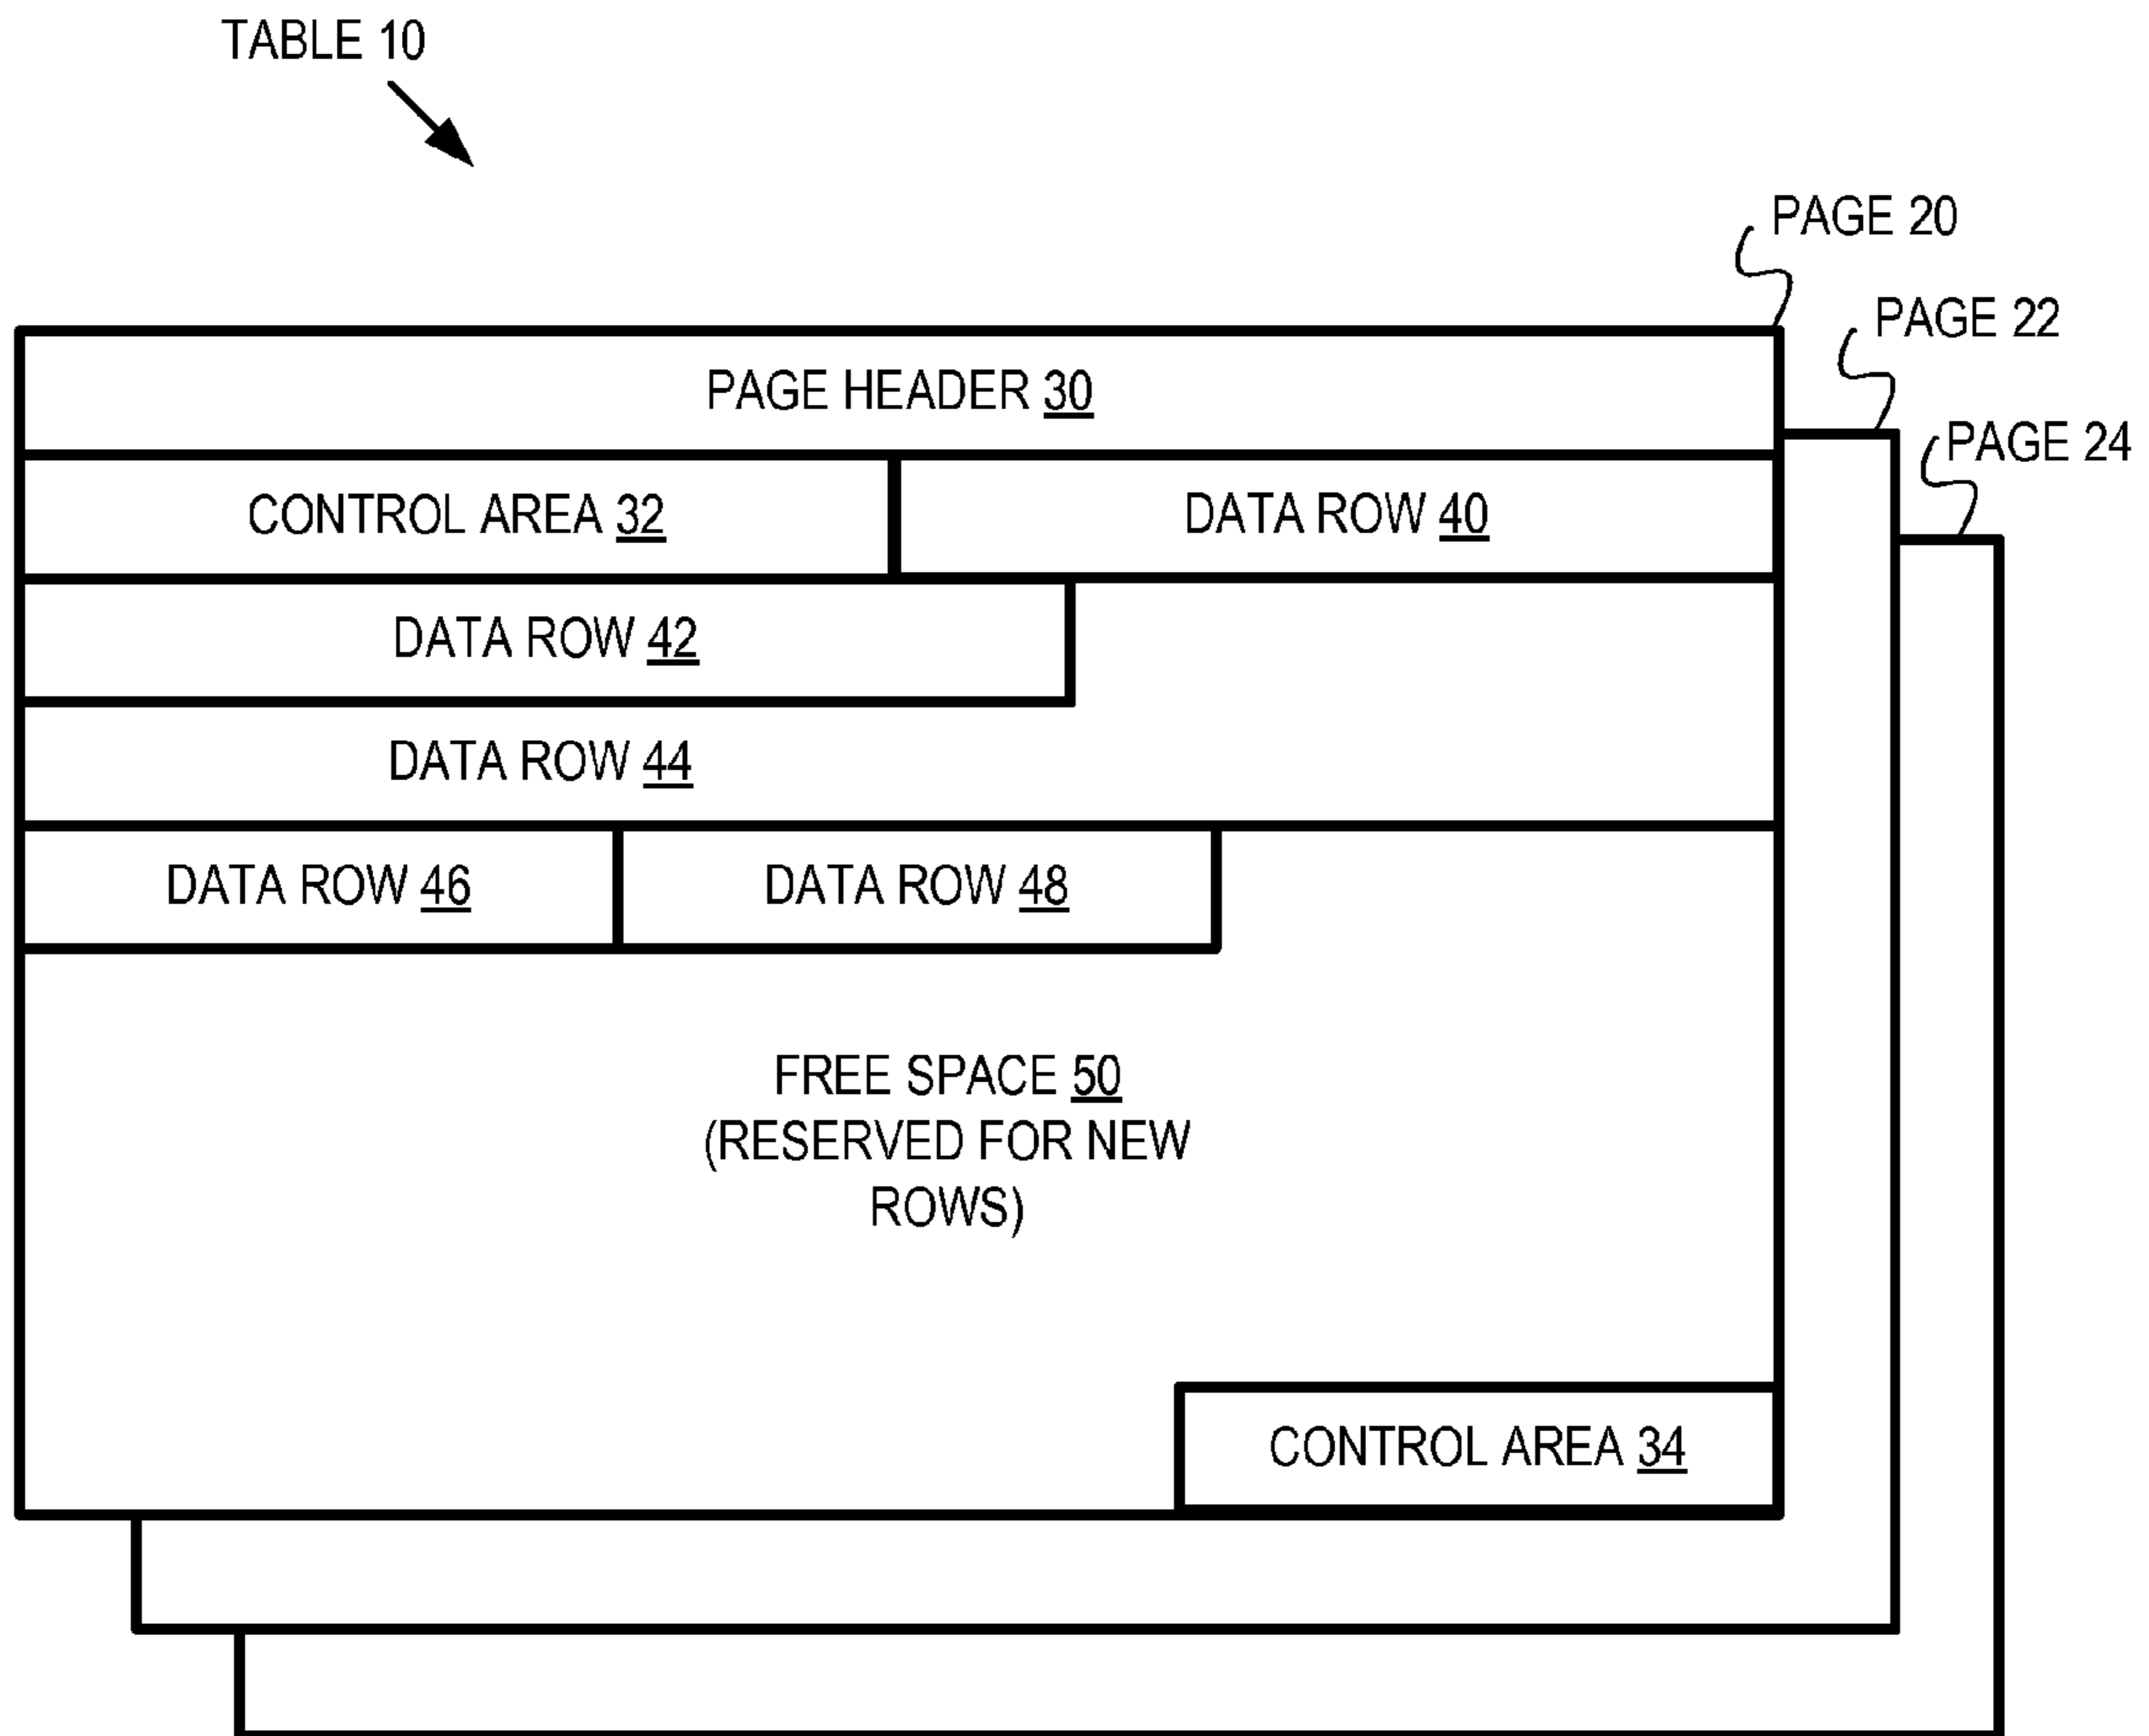 TABLE 10
PAGE 20
PAGE 22
PAGE 24
PAGE HEADER 30
CONTROL AREA 32
DATA ROW 40
DATA ROW 42
DATA ROW 44
DATA ROW 46
DATA ROW 48
FREE SPACE 50
(RESERVED FOR NEW
ROWS)
CONTROL AREA 34